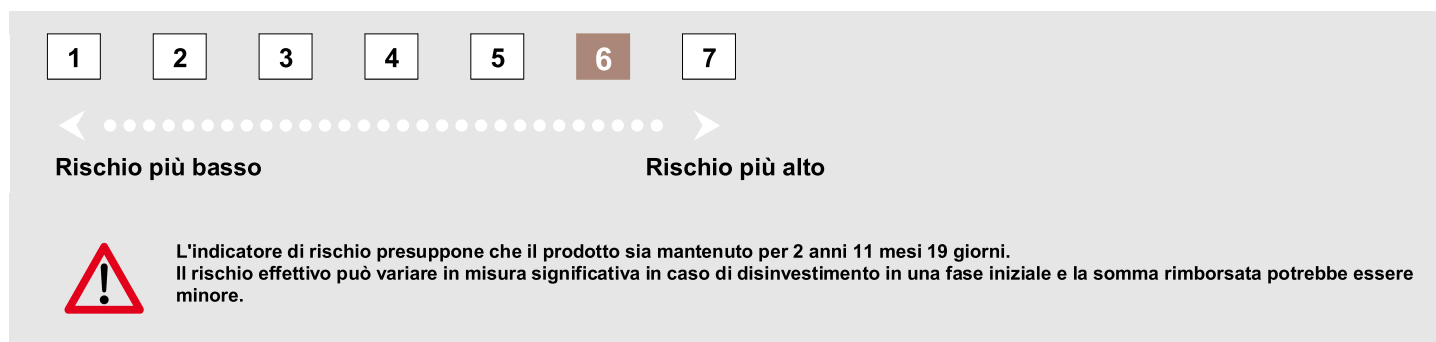 1 2 3 4 5 6 7
Rischio più basso Rischio più alto
L'indicatore di rischio presuppone che il prodotto sia mantenuto per 2 anni 11 mesi 19 giorni.
Il rischio effettivo può variare in misura significativa in caso di disinvestimento in una fase iniziale e la somma rimborsata potrebbe essere
minore.